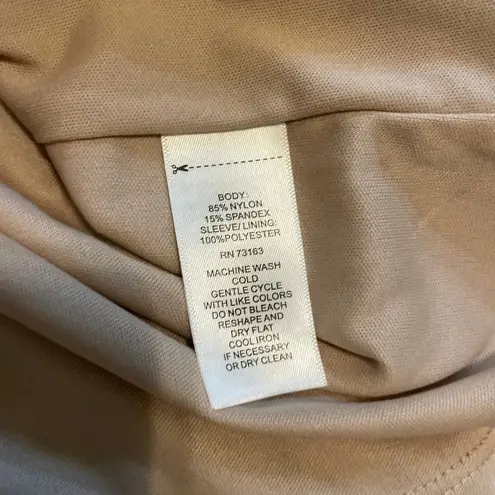 BODY:
85% NYLON
15% SPANDEX
SLEEVE/LINING:
100%POLYESTER
RN 73163
MACHINE WASH
COLD
GENTLE CYCLE
WITH LIKE COLORS
DO NOT BLEACH
RESHAPE AND
DRY FLAT
COOL IRON
IF NECESSARY
OR DRY CLEAN